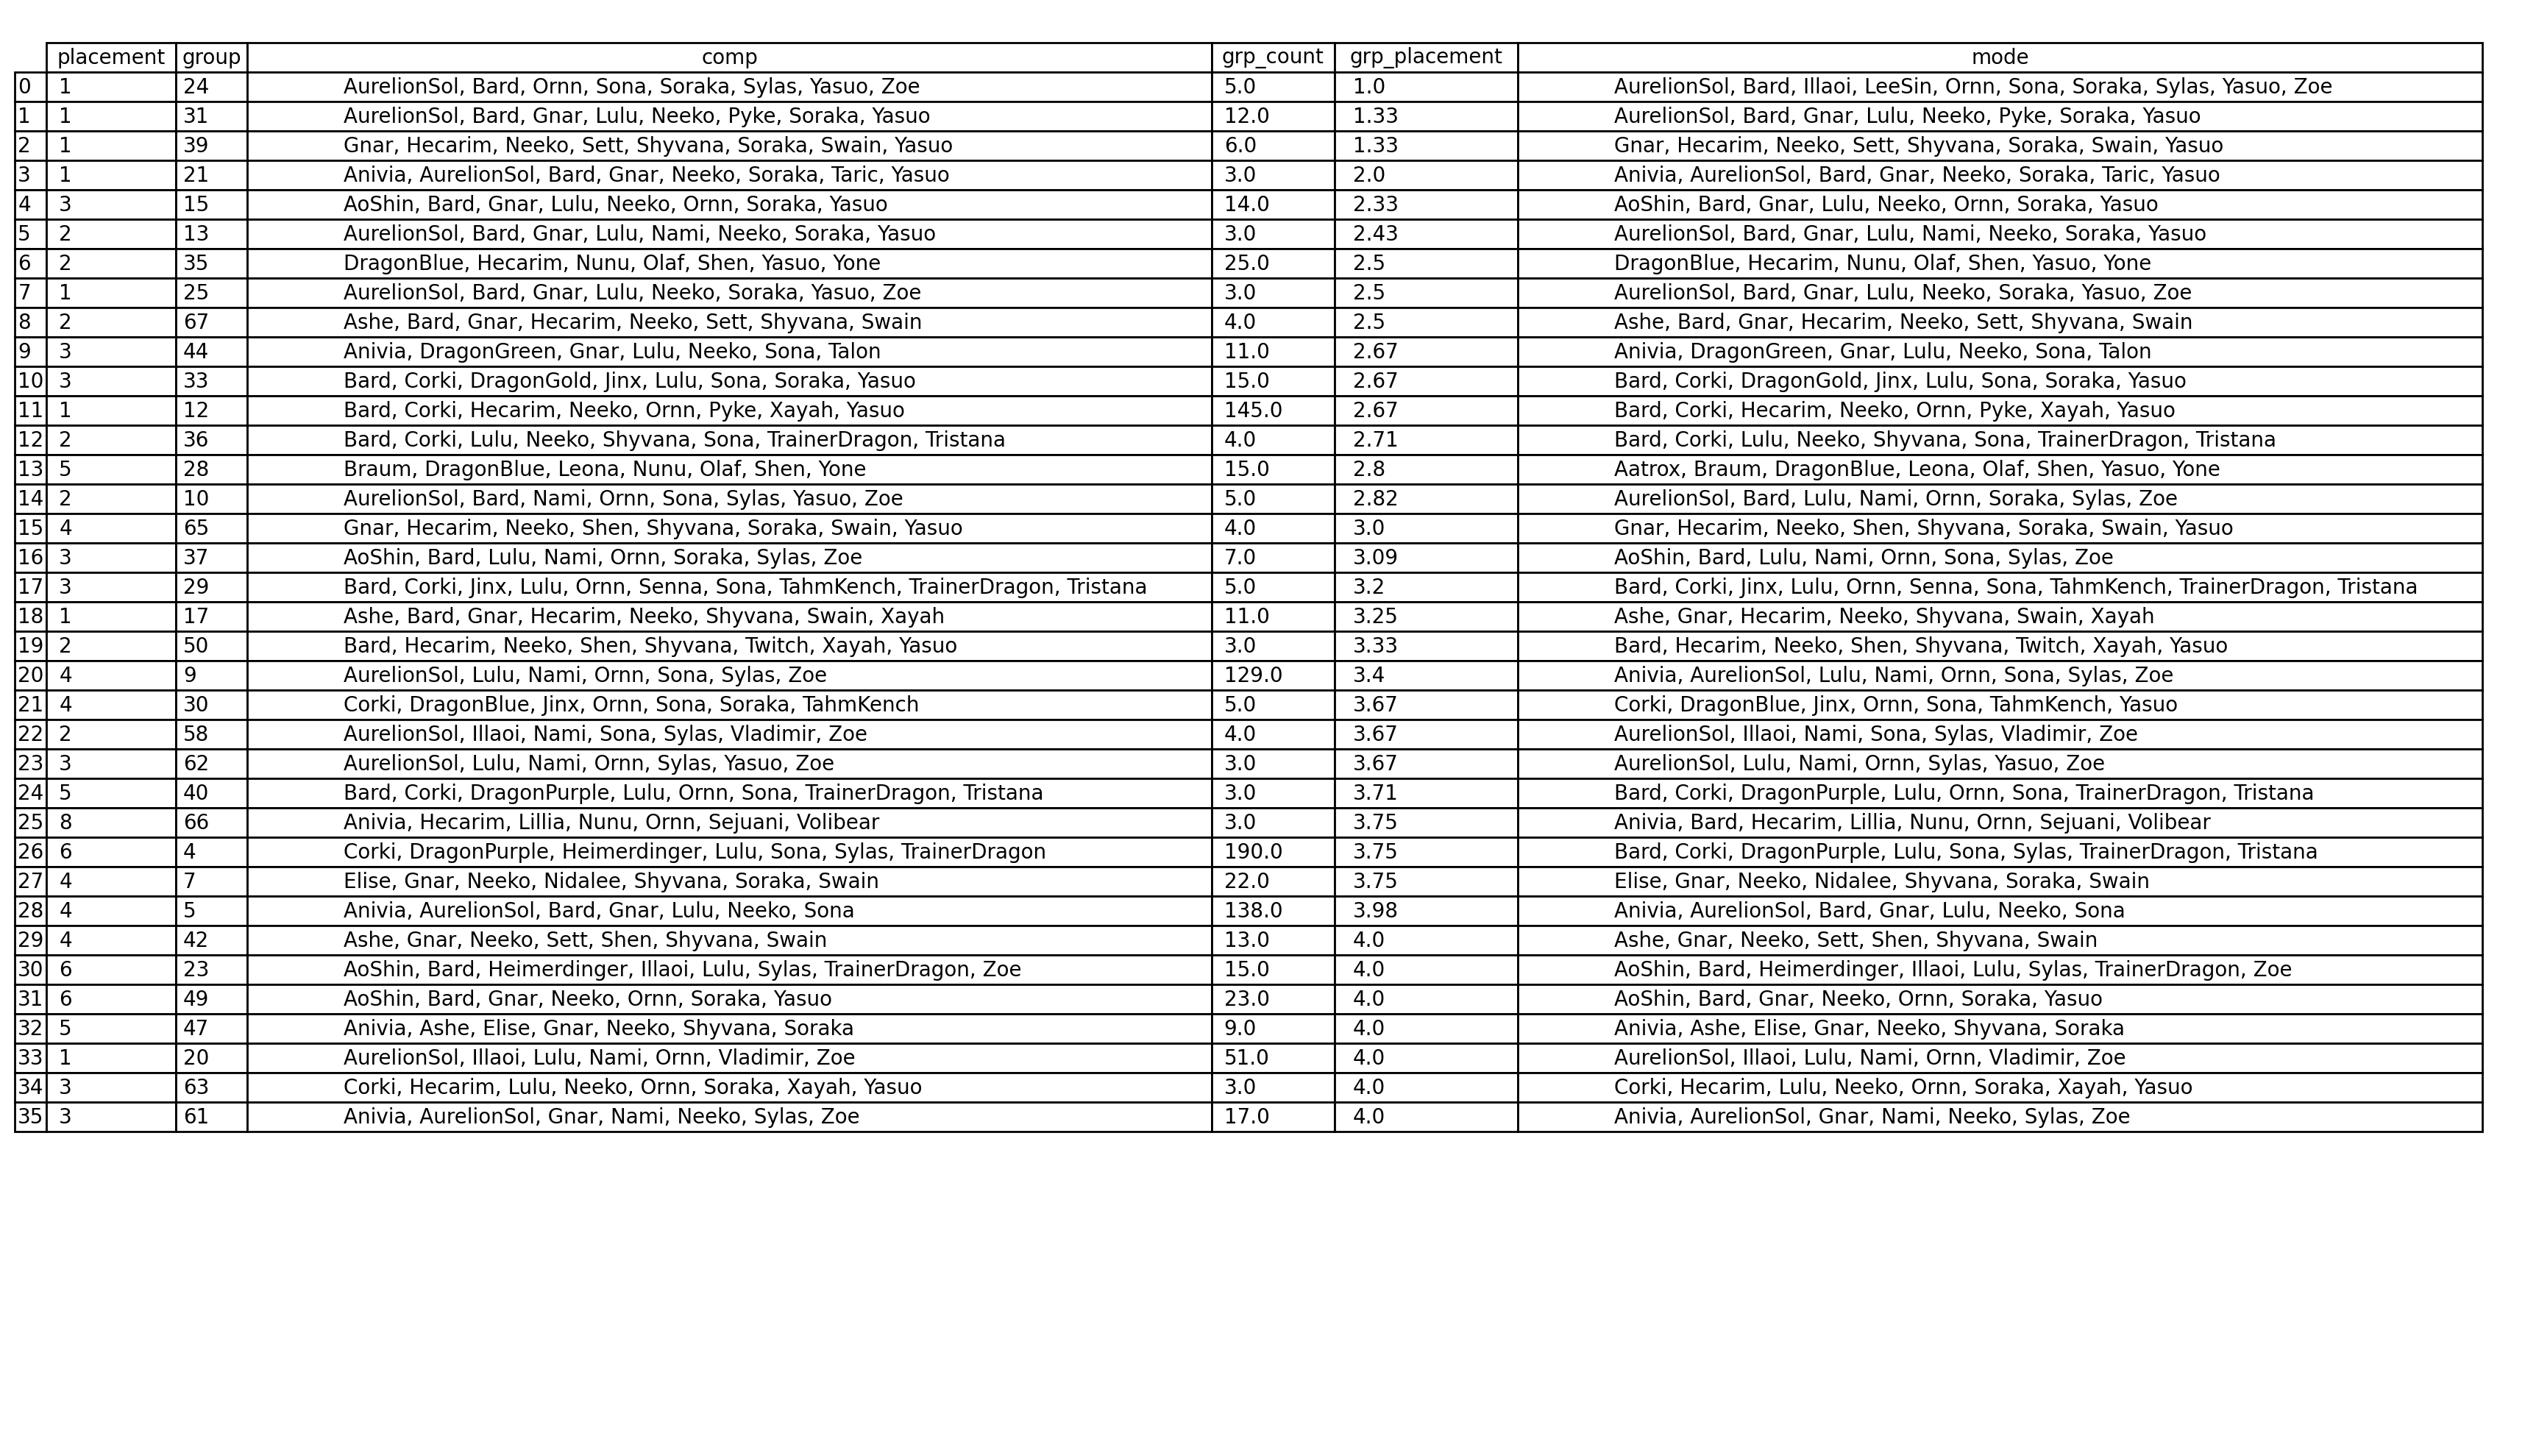 placement group comp grp_count grp_placement mode
0 1 24 AurelionSol, Bard, Ornn, Sona, Soraka, Sylas, Yasuo, Zoe 5.0 1.0 AurelionSol, Bard, Illaoi, LeeSin, Ornn, Sona, Soraka, Sylas, Yasuo, Zoe
1 1 31 AurelionSol, Bard, Gnar, Lulu, Neeko, Pyke, Soraka, Yasuo 12.0 1.33 AurelionSol, Bard, Gnar, Lulu, Neeko, Pyke, Soraka, Yasuo
2 1 39 Gnar, Hecarim, Neeko, Sett, Shyvana, Soraka, Swain, Yasuo 6.0 1.33 Gnar, Hecarim, Neeko, Sett, Shyvana, Soraka, Swain, Yasuo
3 1 21 Anivia, AurelionSol, Bard, Gnar, Neeko, Soraka, Taric, Yasuo 3.0 2.0 Anivia, AurelionSol, Bard, Gnar, Neeko, Soraka, Taric, Yasuo
4 3 15 AoShin, Bard, Gnar, Lulu, Neeko, Ornn, Soraka, Yasuo 14.0 2.33 AoShin, Bard, Gnar, Lulu, Neeko, Ornn, Soraka, Yasuo
5 2 13 AurelionSol, Bard, Gnar, Lulu, Nami, Neeko, Soraka, Yasuo 3.0 2.43 AurelionSol, Bard, Gnar, Lulu, Nami, Neeko, Soraka, Yasuo
6 2 35 DragonBlue, Hecarim, Nunu, Olaf, Shen, Yasuo, Yone 25.0 2.5 DragonBlue, Hecarim, Nunu, Olaf, Shen, Yasuo, Yone
7 1 25 AurelionSol, Bard, Gnar, Lulu, Neeko, Soraka, Yasuo, Zoe 3.0 2.5 AurelionSol, Bard, Gnar, Lulu, Neeko, Soraka, Yasuo, Zoe
8 2 67 Ashe, Bard, Gnar, Hecarim, Neeko, Sett, Shyvana, Swain 4.0 2.5 Ashe, Bard, Gnar, Hecarim, Neeko, Sett, Shyvana, Swain
9 3 44 Anivia, DragonGreen, Gnar, Lulu, Neeko, Sona, Talon 11.0 2.67 Anivia, DragonGreen, Gnar, Lulu, Neeko, Sona, Talon
10 3 33 Bard, Corki, DragonGold, Jinx, Lulu, Sona, Soraka, Yasuo 15.0 2.67 Bard, Corki, DragonGold, Jinx, Lulu, Sona, Soraka, Yasuo
11 1 12 Bard, Corki, Hecarim, Neeko, Ornn, Pyke, Xayah, Yasuo 145.0 2.67 Bard, Corki, Hecarim, Neeko, Ornn, Pyke, Xayah, Yasuo
12 2 36 Bard, Corki, Lulu, Neeko, Shyvana, Sona, TrainerDragon, Tristana 4.0 2.71 Bard, Corki, Lulu, Neeko, Shyvana, Sona, TrainerDragon, Tristana
13 5 28 Braum, DragonBlue, Leona, Nunu, Olaf, Shen, Yone 15.0 2.8 Aatrox, Braum, DragonBlue, Leona, Olaf, Shen, Yasuo, Yone
14 2 10 AurelionSol, Bard, Nami, Ornn, Sona, Sylas, Yasuo, Zoe 5.0 2.82 AurelionSol, Bard, Lulu, Nami, Ornn, Soraka, Sylas, Zoe
15 4 65 Gnar, Hecarim, Neeko, Shen, Shyvana, Soraka, Swain, Yasuo 4.0 3.0 Gnar, Hecarim, Neeko, Shen, Shyvana, Soraka, Swain, Yasuo
16 3 37 AoShin, Bard, Lulu, Nami, Ornn, Soraka, Sylas, Zoe 7.0 3.09 AoShin, Bard, Lulu, Nami, Ornn, Sona, Sylas, Zoe
17 3 29 Bard, Corki, Jinx, Lulu, Ornn, Senna, Sona, TahmKench, TrainerDragon, Tristana 5.0 3.2 Bard, Corki, Jinx, Lulu, Ornn, Senna, Sona, TahmKench, TrainerDragon, Tristana
18 1 17 Ashe, Bard, Gnar, Hecarim, Neeko, Shyvana, Swain, Xayah 11.0 3.25 Ashe, Gnar, Hecarim, Neeko, Shyvana, Swain, Xayah
19 2 50 Bard, Hecarim, Neeko, Shen, Shyvana, Twitch, Xayah, Yasuo 3.0 3.33 Bard, Hecarim, Neeko, Shen, Shyvana, Twitch, Xayah, Yasuo
20 4 9 AurelionSol, Lulu, Nami, Ornn, Sona, Sylas, Zoe 129.0 3.4 Anivia, AurelionSol, Lulu, Nami, Ornn, Sona, Sylas, Zoe
21 4 30 Corki, DragonBlue, Jinx, Ornn, Sona, Soraka, TahmKench 5.0 3.67 Corki, DragonBlue, Jinx, Ornn, Sona, TahmKench, Yasuo
22 2 58 AurelionSol, Illaoi, Nami, Sona, Sylas, Vladimir, Zoe 4.0 3.67 AurelionSol, Illaoi, Nami, Sona, Sylas, Vladimir, Zoe
23 3 62 AurelionSol, Lulu, Nami, Ornn, Sylas, Yasuo, Zoe 3.0 3.67 AurelionSol, Lulu, Nami, Ornn, Sylas, Yasuo, Zoe
24 5 40 Bard, Corki, DragonPurple, Lulu, Ornn, Sona, TrainerDragon, Tristana 3.0 3.71 Bard, Corki, DragonPurple, Lulu, Ornn, Sona, TrainerDragon, Tristana
25 8 66 Anivia, Hecarim, Lillia, Nunu, Ornn, Sejuani, Volibear 3.0 3.75 Anivia, Bard, Hecarim, Lillia, Nunu, Ornn, Sejuani, Volibear
26 6 4 Corki, DragonPurple, Heimerdinger, Lulu, Sona, Sylas, TrainerDragon 190.0 3.75 Bard, Corki, DragonPurple, Lulu, Sona, Sylas, TrainerDragon, Tristana
27 4 7 Elise, Gnar, Neeko, Nidalee, Shyvana, Soraka, Swain 22.0 3.75 Elise, Gnar, Neeko, Nidalee, Shyvana, Soraka, Swain
28 4 5 Anivia, AurelionSol, Bard, Gnar, Lulu, Neeko, Sona 138.0 3.98 Anivia, AurelionSol, Bard, Gnar, Lulu, Neeko, Sona
29 4 42 Ashe, Gnar, Neeko, Sett, Shen, Shyvana, Swain 13.0 4.0 Ashe, Gnar, Neeko, Sett, Shen, Shyvana, Swain
30 6 23 AoShin, Bard, Heimerdinger, Illaoi, Lulu, Sylas, TrainerDragon, Zoe 15.0 4.0 AoShin, Bard, Heimerdinger, Illaoi, Lulu, Sylas, TrainerDragon, Zoe
31 6 49 AoShin, Bard, Gnar, Neeko, Ornn, Soraka, Yasuo 23.0 4.0 AoShin, Bard, Gnar, Neeko, Ornn, Soraka, Yasuo
32 5 47 Anivia, Ashe, Elise, Gnar, Neeko, Shyvana, Soraka 9.0 4.0 Anivia, Ashe, Elise, Gnar, Neeko, Shyvana, Soraka
33 1 20 AurelionSol, Illaoi, Lulu, Nami, Ornn, Vladimir, Zoe 51.0 4.0 AurelionSol, Illaoi, Lulu, Nami, Ornn, Vladimir, Zoe
34 3 63 Corki, Hecarim, Lulu, Neeko, Ornn, Soraka, Xayah, Yasuo 3.0 4.0 Corki, Hecarim, Lulu, Neeko, Ornn, Soraka, Xayah, Yasuo
35 3 61 Anivia, AurelionSol, Gnar, Nami, Neeko, Sylas, Zoe 17.0 4.0 Anivia, AurelionSol, Gnar, Nami, Neeko, Sylas, Zoe